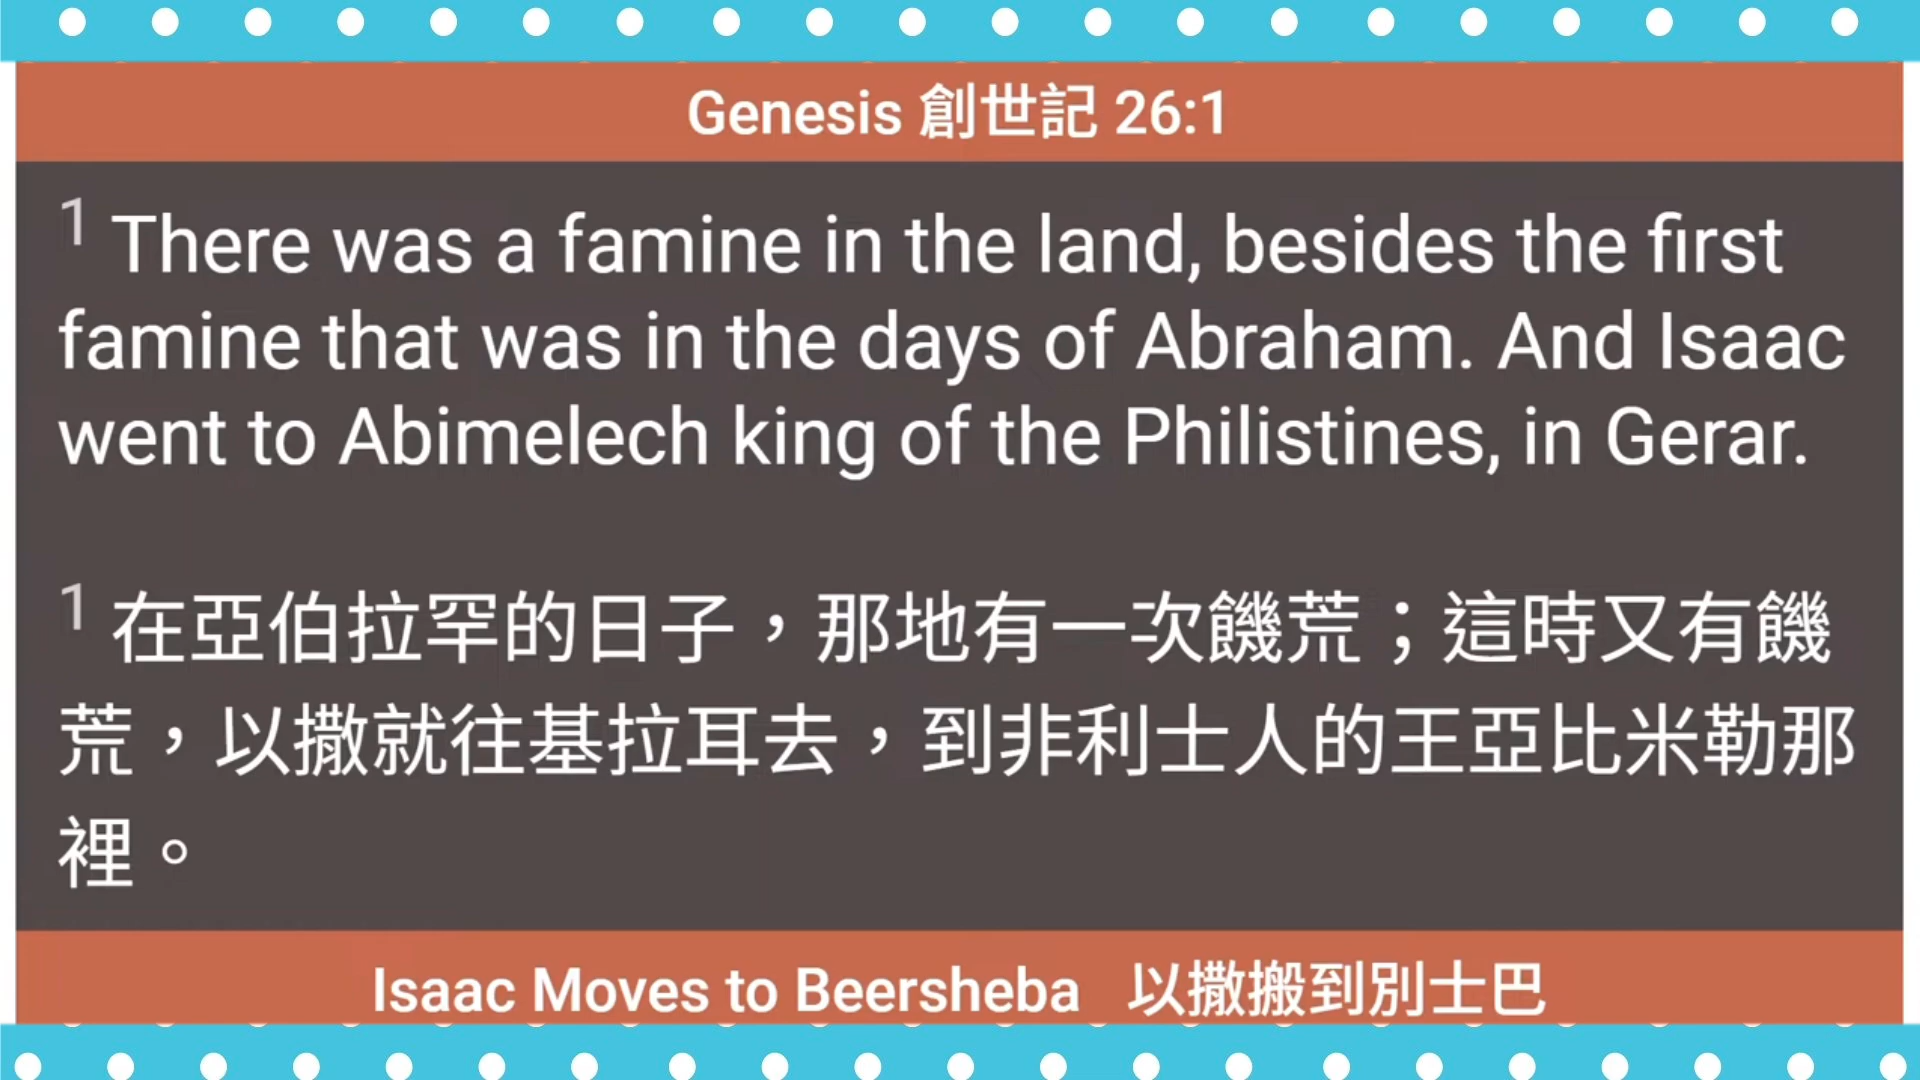 Genesis 創世記 26:1
1 There was a famine in the land, besides the first
famine that was in the days of Abraham. And Isaac
went to Abimelech king of the Philistines, in Gerar.
1 在亞伯拉罕的日子，那地有一次饑荒；這時又有饑
荒，以撒就往基拉耳去，到非利士人的王亞比米勒那
裡。
Isaac Moves to Beersheba 以撒搬到別士巴